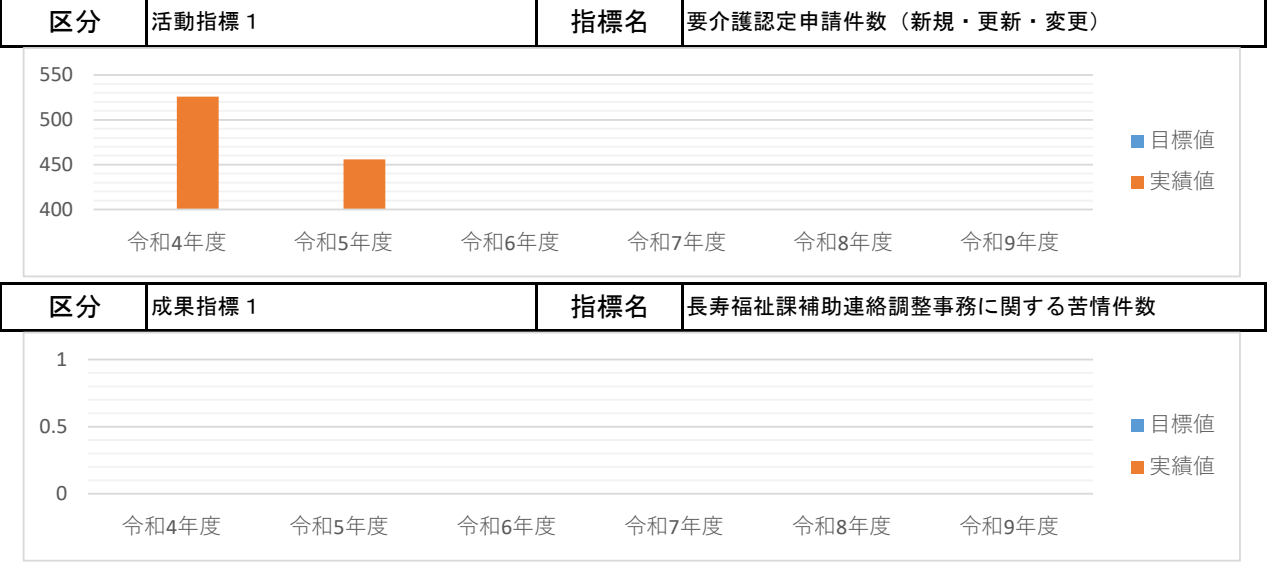 区分 活動指標１ 指標名 要介護認定申請件数（新規・更新・変更）
550
500
450
400
令和4年度 令和5年度 令和6年度 令和7年度 令和8年度 令和9年度
目標値
実績値
区分 成果指標１ 指標名 長寿福祉課補助連絡調整事務に関する苦情件数
1
0.5
0
令和4年度 令和5年度 令和6年度 令和7年度 令和8年度 令和9年度
目標値
実績値